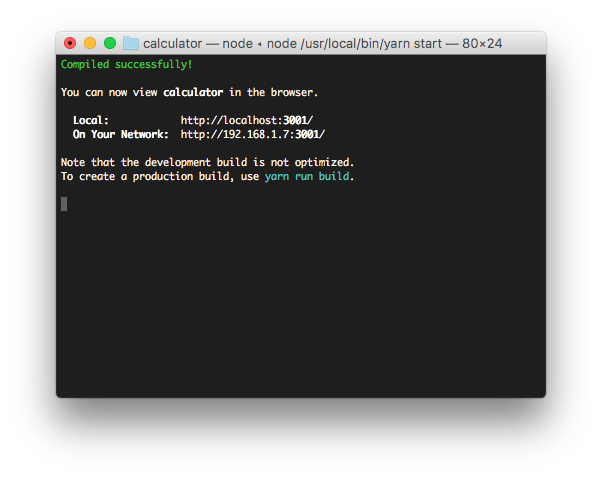 calculator — node ‹ node /usr/local/bin/yarn start — 80×24
Compiled successfully!
You can now view calculator in the browser.
Local: http://localhost:3001/
On Your Network: http://192.168.1.7:3001/
Note that the development build is not optimized.
To create a production build, use yarn run build.